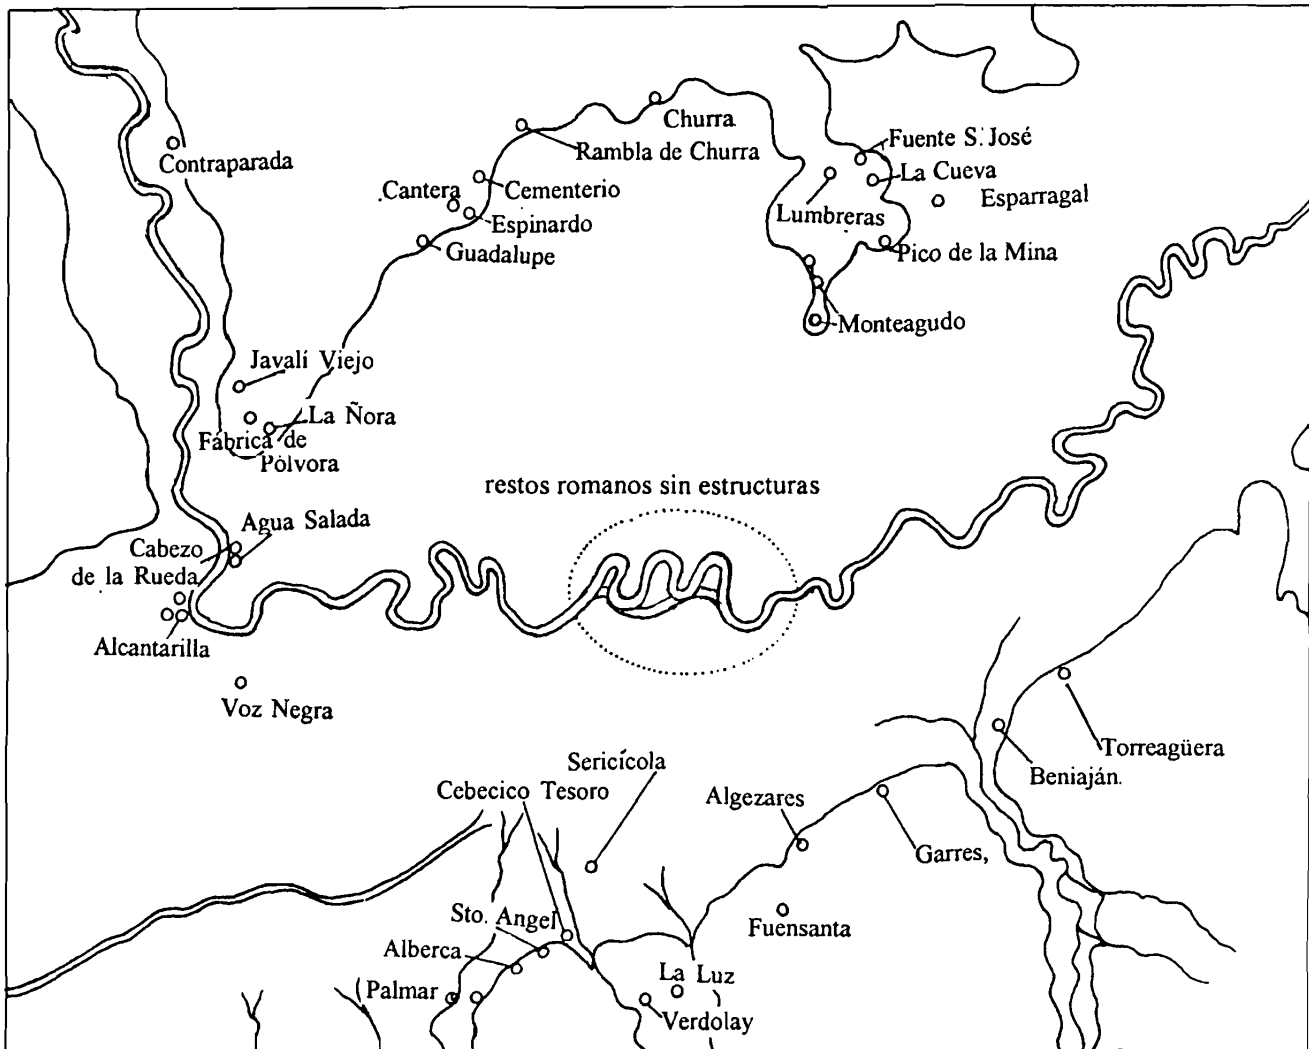 Churra
Rambla de Churra
Fuente S. José
La Cueva
Contraparada
Cantera
Cementerio
Esparragal
Lumbreras
Espinardo
Guadalupe
Pico de la Mina
Monteagudo
Javalí Viejo
La Ñora
Fábrica de
Pólvora
restos romanos sin estructuras
Agua Salada
Cabezo
de la Rueda
Alcantarilla
Voz Negra
Torreagüera
Beniaján.
Sericícola
Cebecico Tesoro
Algezares
Garres,
Sto. Angel
Fuensanta
Alberca
La Luz
Palmar
Verdolay